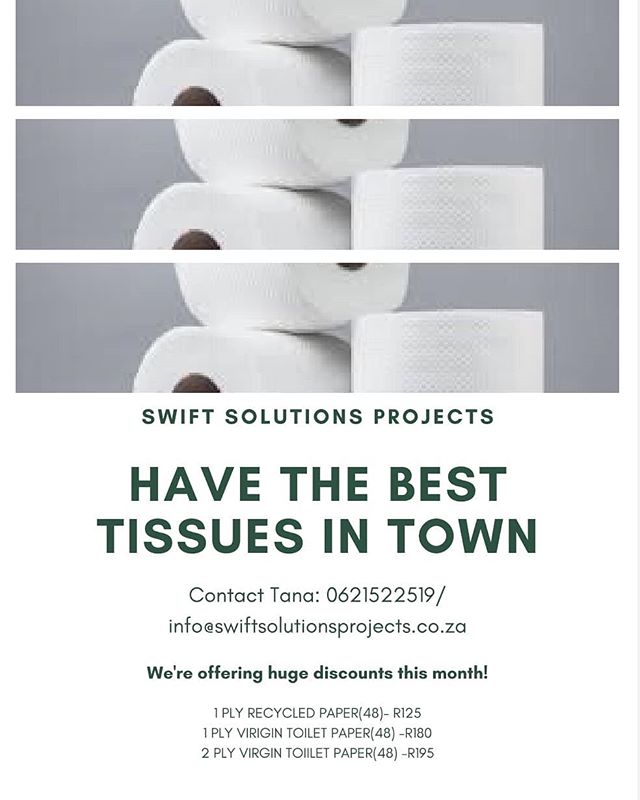 SWIFT SOLUTIONS PROJECTS
HAVE THE BEST
TISSUES IN TOWN
Contact Tana: 0621522519/
info@swiftsolutionsprojects.co.za
We're offering huge discounts this month!
1 PLY RECYCLED PAPER(48)- R125
1 PLY VIRIGIN TOILET PAPER(48) -R180
2 PLY VIRGIN TOIILET PAPER(48) -R195